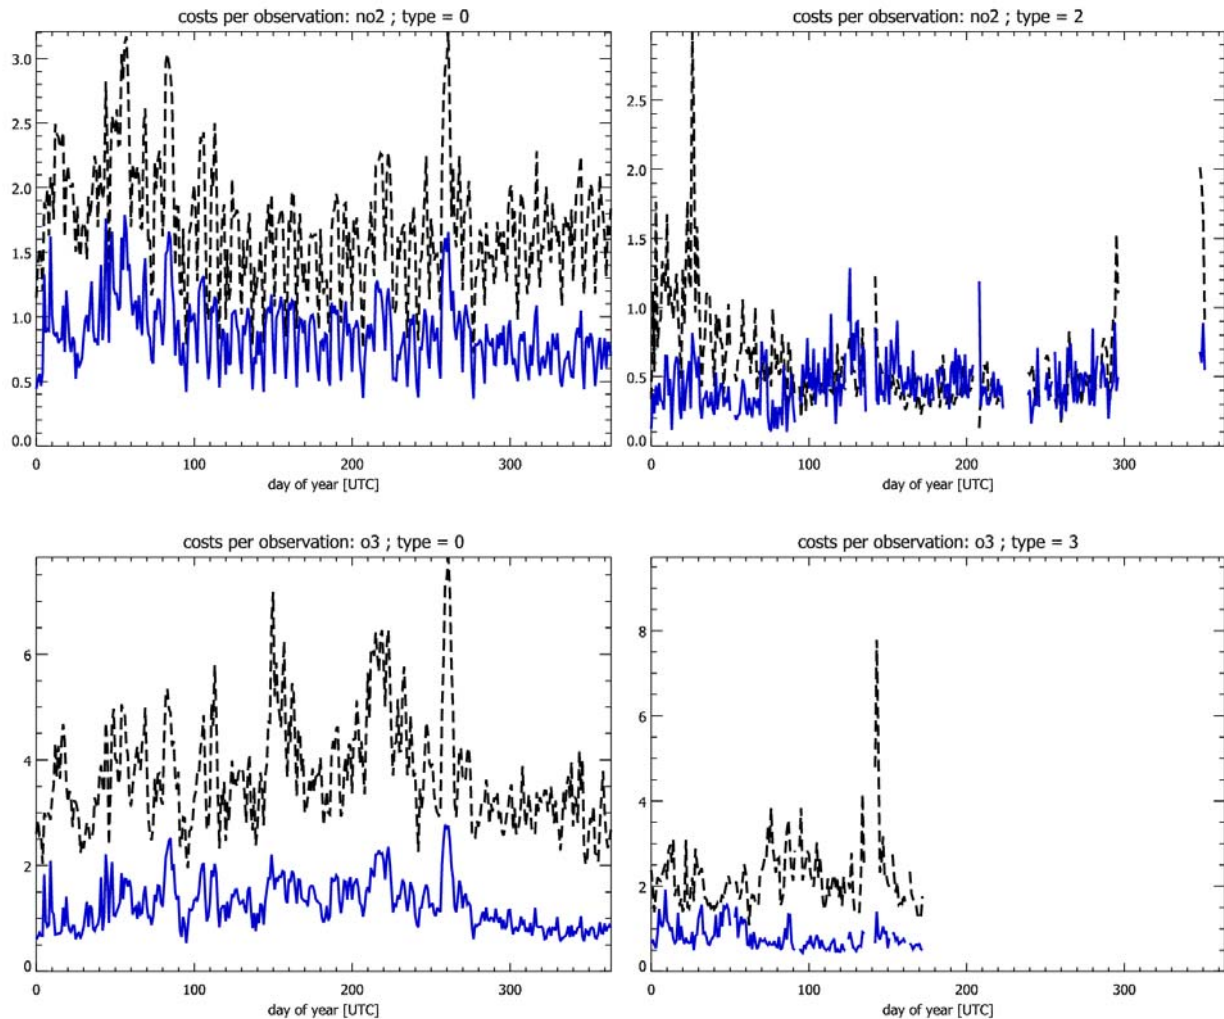 costs per observation: no2 ; type = 0
3.0
2.5
2.0
1.5
1.0
0.5
0.0
0 100 200 300
day of year [UTC]
costs per observation: no2 ; type = 2
2.5
2.0
1.5
1.0
0.5
0.0
0 100 200 300
day of year [UTC]
costs per observation: o3 ; type = 0
6
4
2
0
0 100 200 300
day of year [UTC]
costs per observation: o3 ; type = 3
8
6
4
2
0
0 100 200 300
day of year [UTC]